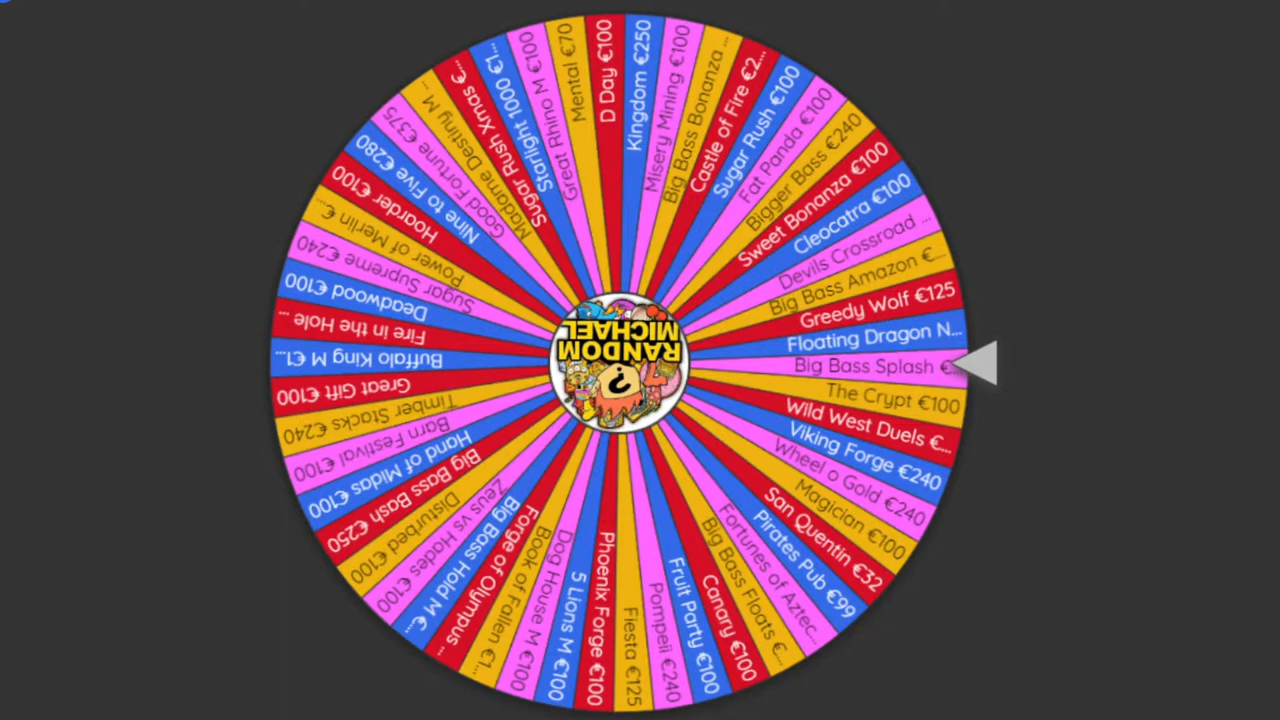 D Day €100
Kingdom €250
Misery Mining €100
Big Bass Bonanza ...
Castle of Fire €2...
Sugar Rush €100
Fat Panda €100
Bigger Bass €240
Sweet Bonanza €100
Cleocatra €100
Devils Crossroad ...
Big Bass Amazon €...
Greedy Wolf €125
Floating Dragon N...
Big Bass Splash €...
The Crypt €100
Wild West Duels €...
Viking Forge €240
Wheel o Gold €240
Magician €100
San Quentin €32
Pirates Pub €99
Fortunes of Aztec...
Big Bass Floats €...
Canary €100
Fruit Party €100
Pompeii €240
Fiesta €125
Phoenix Forge €100
5 Lions M €100
Dog House M €100
Book of Fallen €1...
Forge of Olympus ...
Big Bass Hold M €...
Zeus vs Hades €100
Disturbed €100
Big Bass Bash €250
Hand of Midas €100
Barn Festival €100
Timber Stacks €240
Great Gift €100
Buffalo King M €1...
Fire in the Hole ...
Deadwood €100
Sugar Supreme €240
Power of Merlin €...
Hoarder €100
Nine to Five €280
Good Fortune €375
Madame Destiny M ...
Sugar Rush Xmas €...
Starlight 1000 €1...
Great Rhino M €100
Mental €70
RANDOM
MICHAEL
?